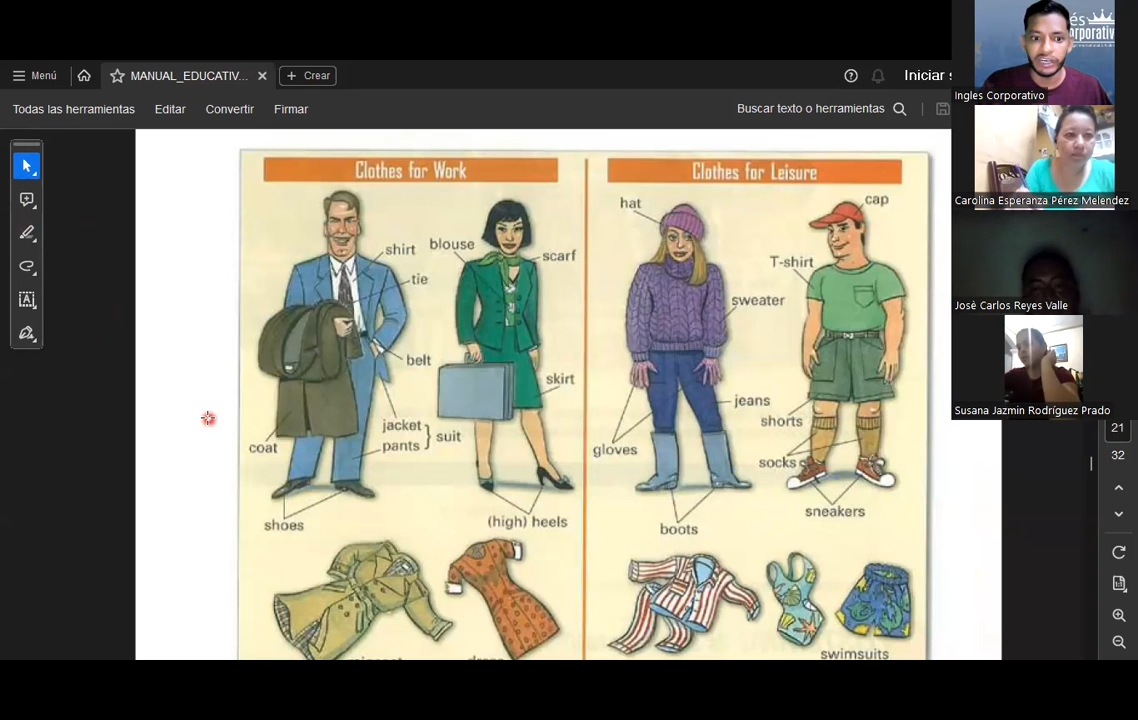 Menú
MANUAL_EDUCATIV...
Crear
Iniciar s
Todas las herramientas
Editar
Convertir
Firmar
Buscar texto o herramientas
és
orporativo
Ingles Corporativo
Carolina Esperanza Pérez Melendez
José Carlos Reyes Valle
Susana Jazmin Rodríguez Prado
21
32
Clothes for Work
shirt
blouse
scarf
tie
belt
skirt
jacket
pants
suit
coat
shoes
(high) heels
dress
Clothes for Leisure
hat
cap
T-shirt
sweater
jeans
shorts
gloves
socks
sneakers
boots
swimsuits